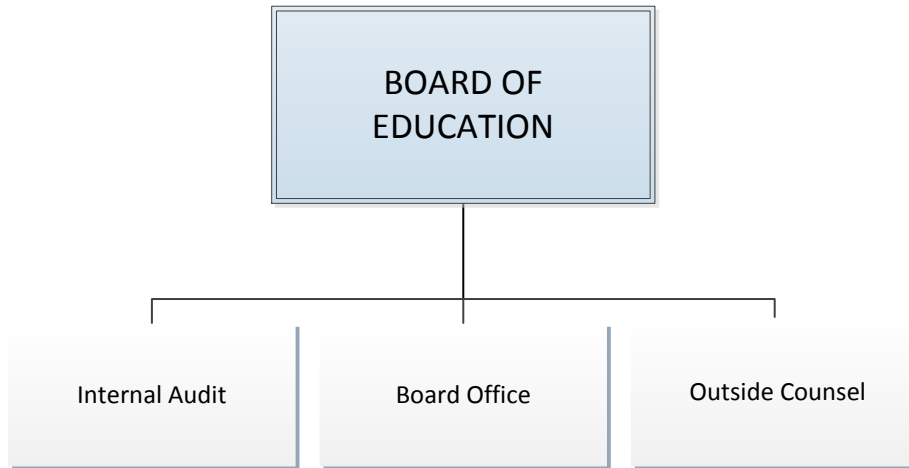 BOARD OF
EDUCATION
Internal Audit
Board Office
Outside Counsel